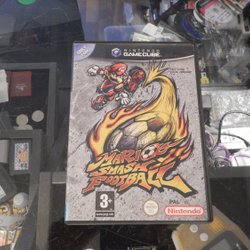 NINTENDO
GAMECUBE
MARIO
SMASH
FOOTBALL
3+
PAL
Nintendo